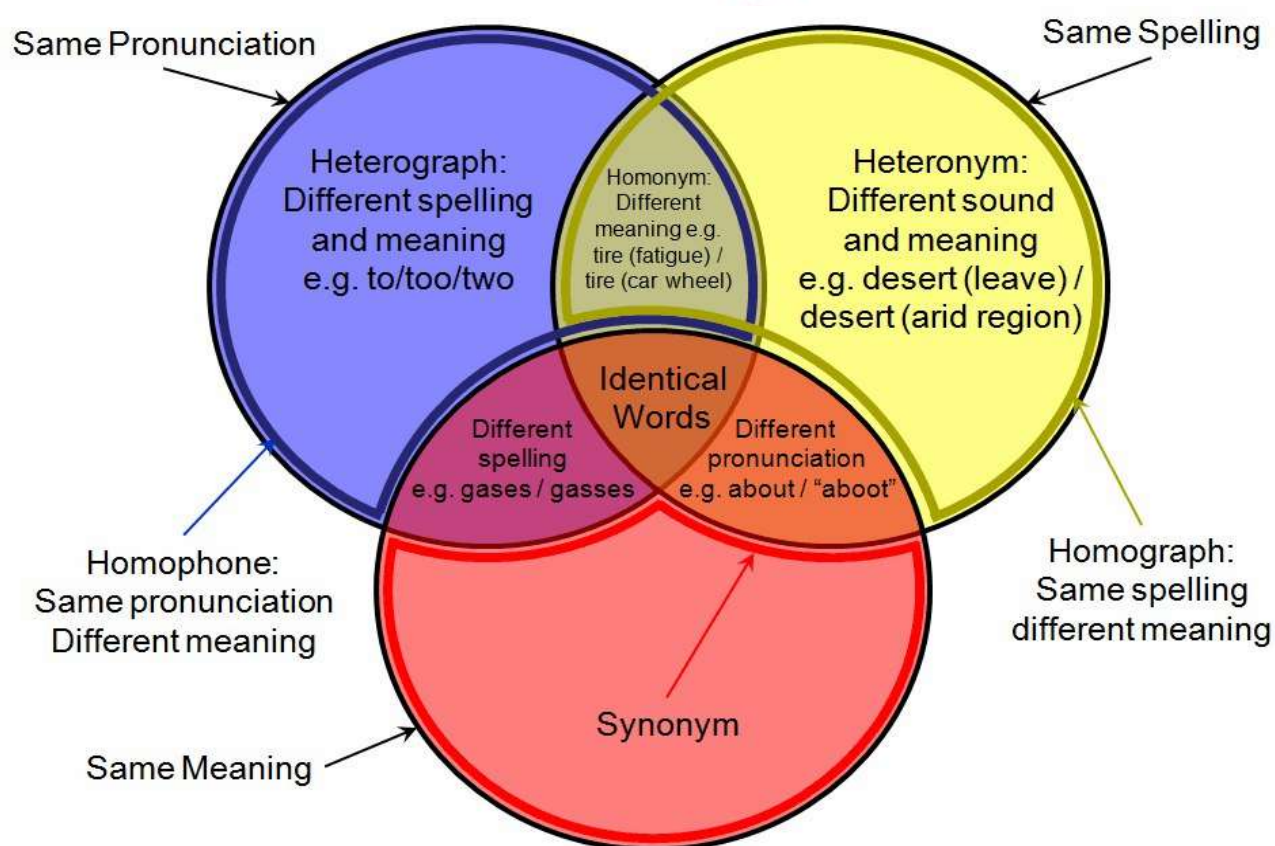 Same Pronunciation
Same Spelling
Heterograph:
Different spelling
and meaning
e.g. to/too/two
Homonym:
Different
meaning e.g.
tire (fatigue) /
tire (car wheel)
Heteronym:
Different sound
and meaning
e.g. desert (leave) /
desert (arid region)
Identical
Words
Different
spelling
e.g. gases / gasses
Different
pronunciation
e.g. about / “aboot”
Homophone:
Same pronunciation
Different meaning
Homograph:
Same spelling
different meaning
Synonym
Same Meaning